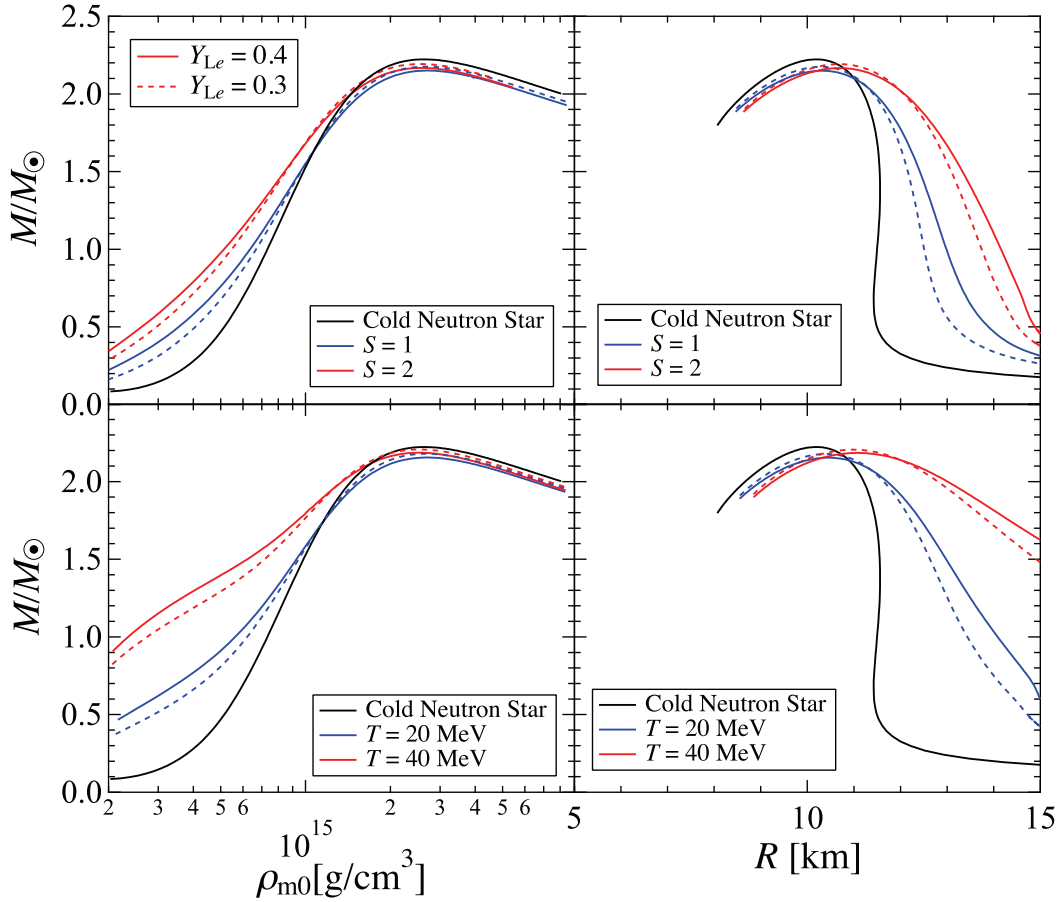 Y_Le = 0.4
Y_Le = 0.3
Cold Neutron Star
S = 1
S = 2
M/M☉
2.5
2.0
1.5
1.0
0.5
0.0
Cold Neutron Star
S = 1
S = 2
Cold Neutron Star
T = 20 MeV
T = 40 MeV
M/M☉
2.0
1.5
1.0
0.5
0.0
2 3 4 5 6 2 3 4 5 6
10^15
ρ_m0[g/cm^3]
Cold Neutron Star
T = 20 MeV
T = 40 MeV
5 10 15
R [km]